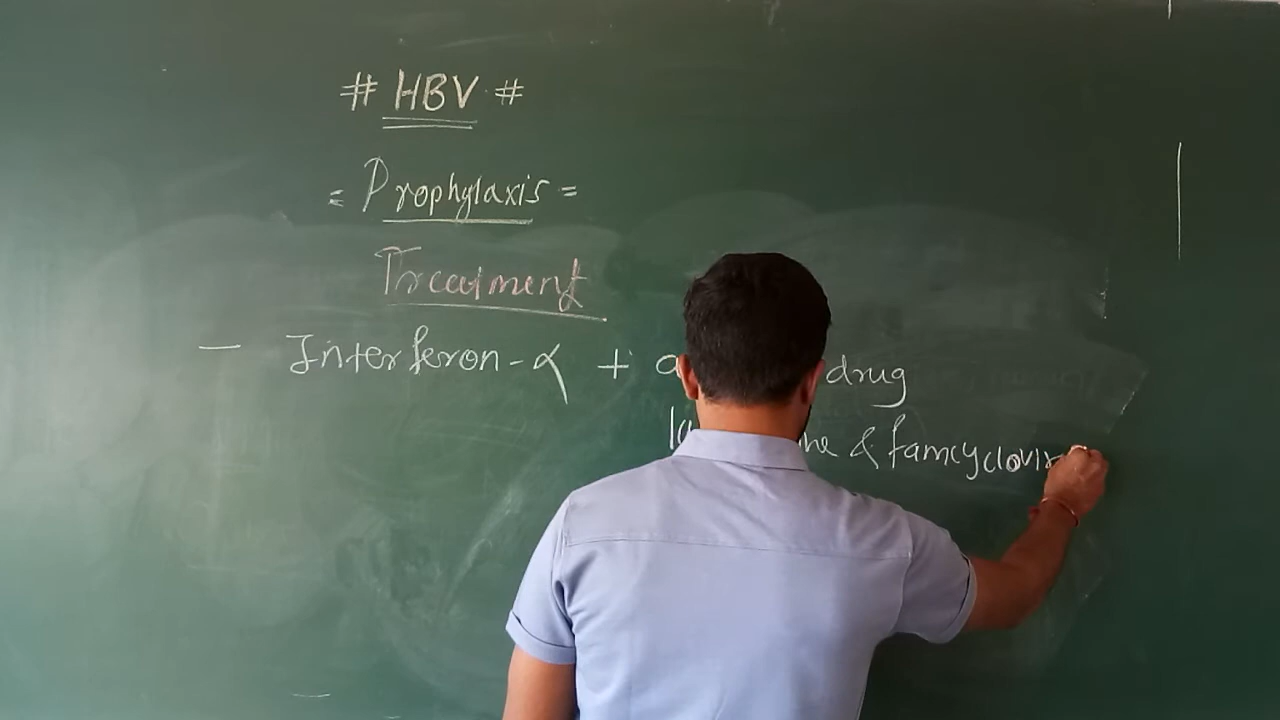 # HBV #
= Prophylaxis =
Treatment
- Interferon-α + drug
& famcyclovir